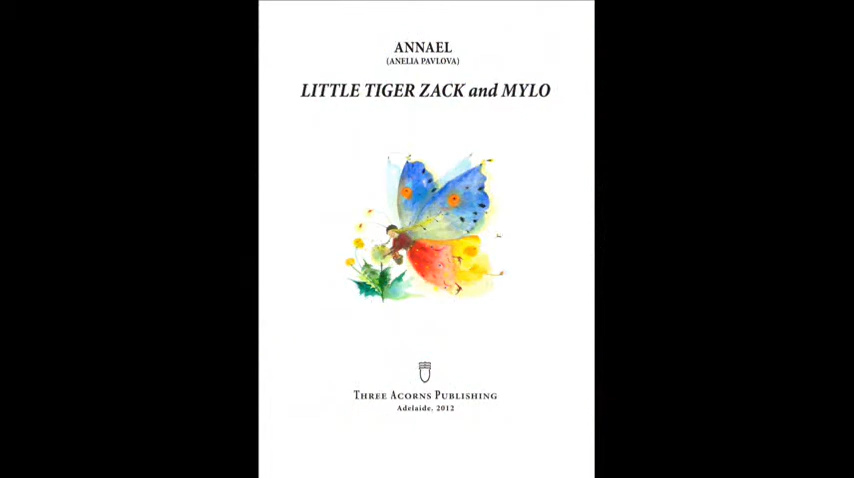 ANNAEL
(ANELIA PAVLOVA)
LITTLE TIGER ZACK and MYLO
THREE ACORNS PUBLISHING
Adelaide. 2012